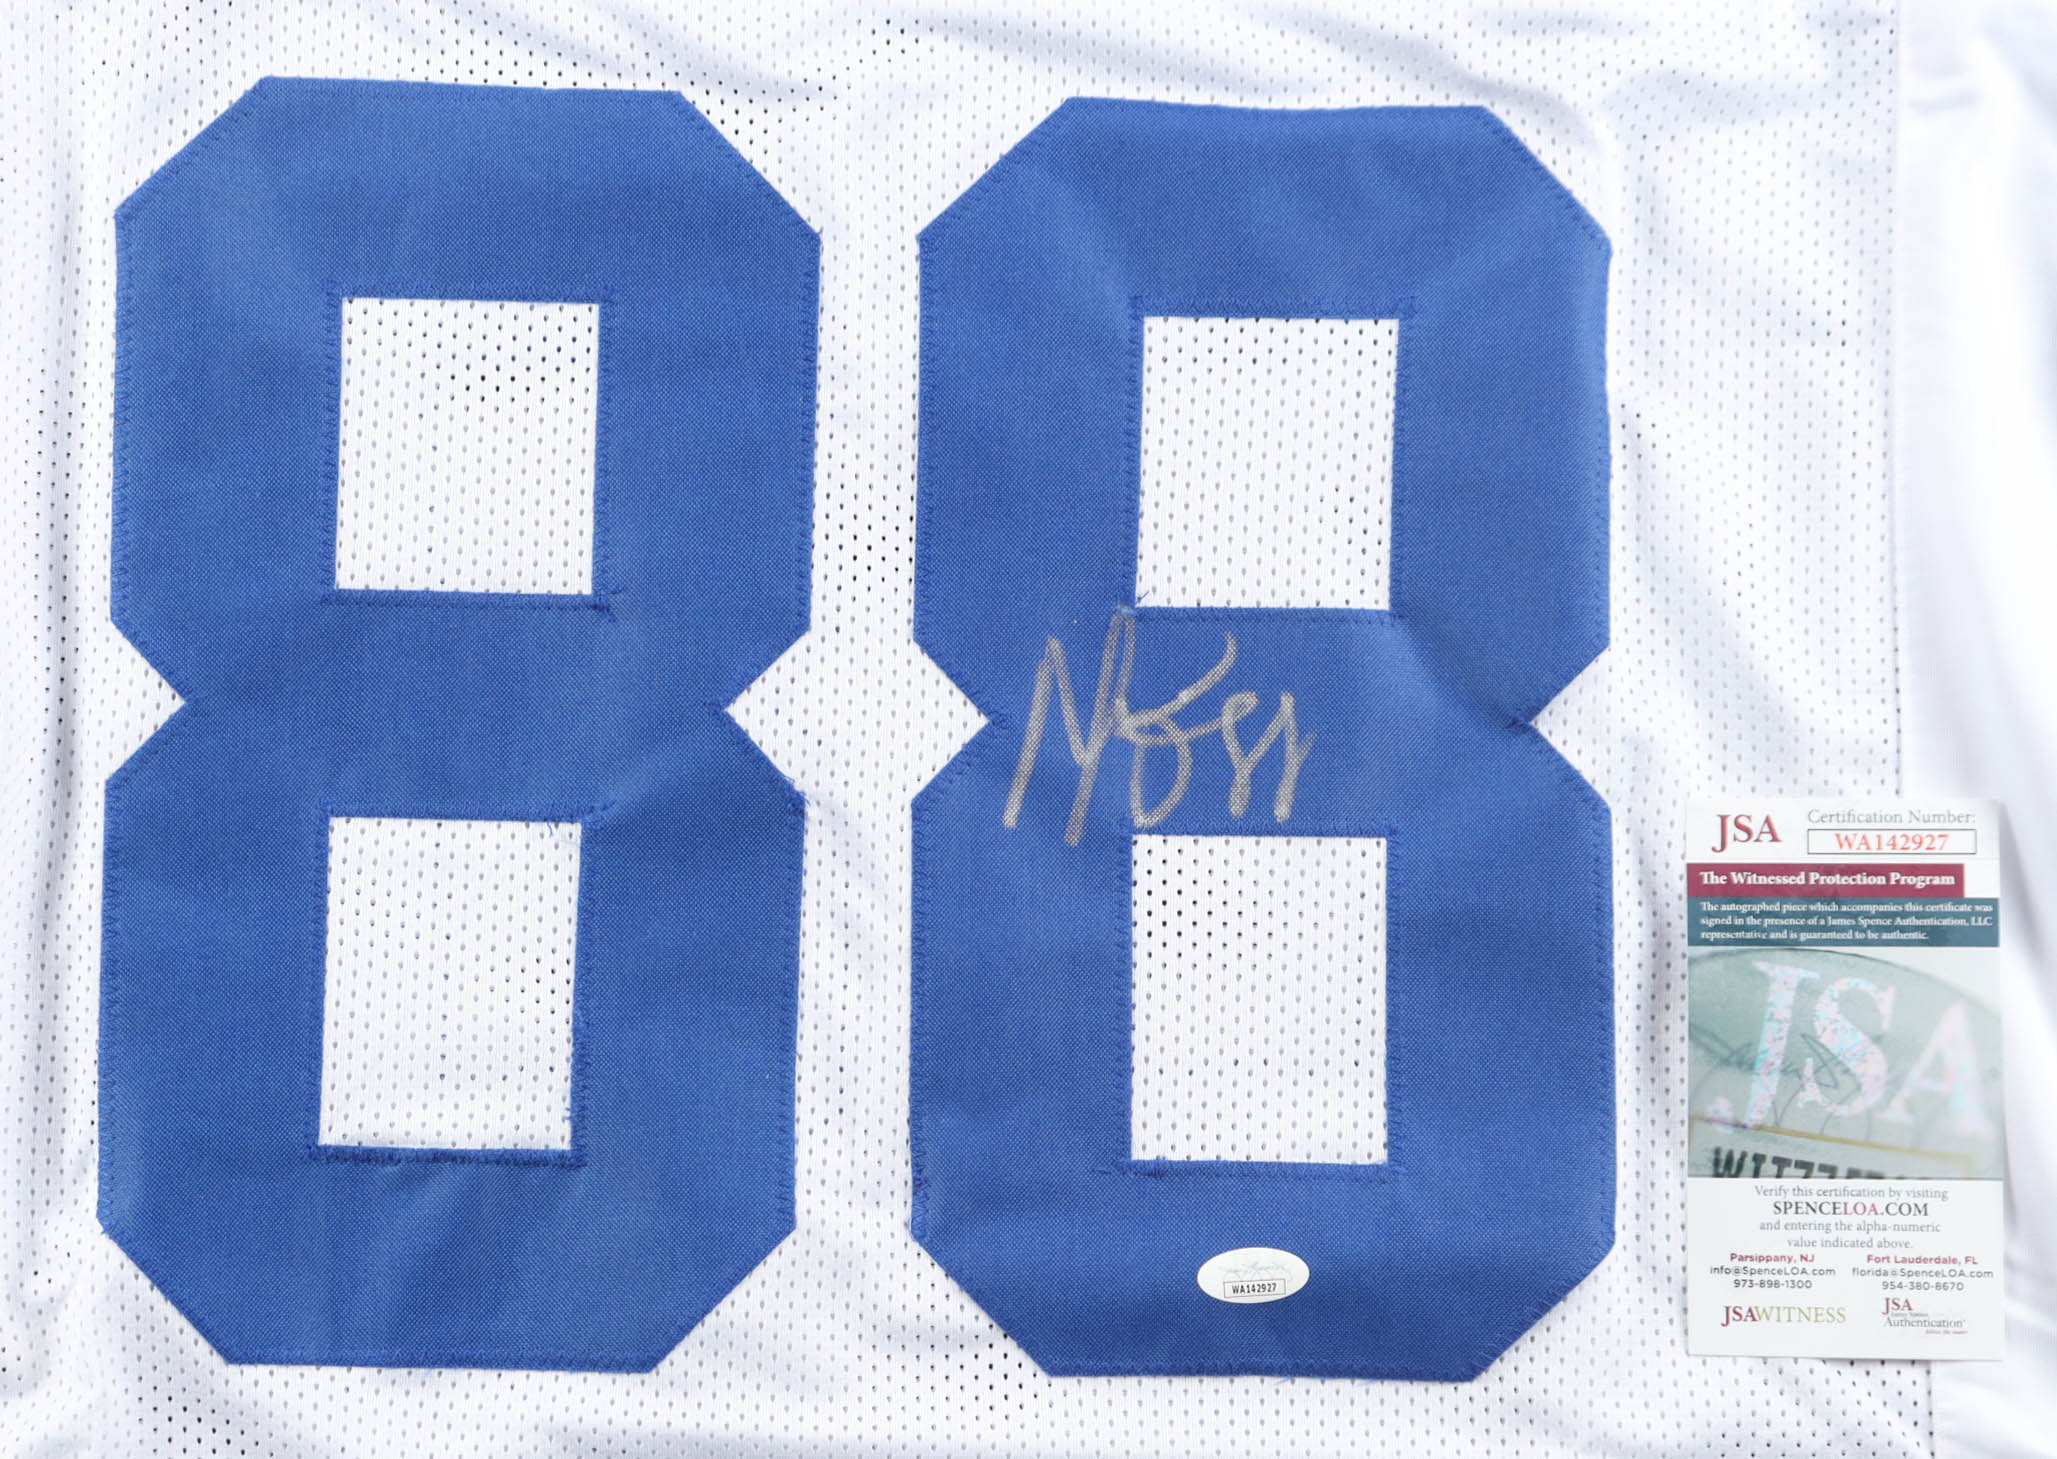 88
JSA
Certification Number:
WA142927
The Witnessed Protection Program
The autographed piece which accompanies this certificate was
signed in the presence of a James Spence Authentication, LLC
representative and is guaranteed to be authentic.
JSA
Verify this certification by visiting
SPENCELOA.COM
and entering the alpha-numeric
value indicated above.
Parsippany, NJ
info@SpenceLOA.com
973-898-1300
Fort Lauderdale, FL
florida@SpenceLOA.com
954-380-8670
JSAWITNESS
JSA
James Spence
Authentication
WA142927